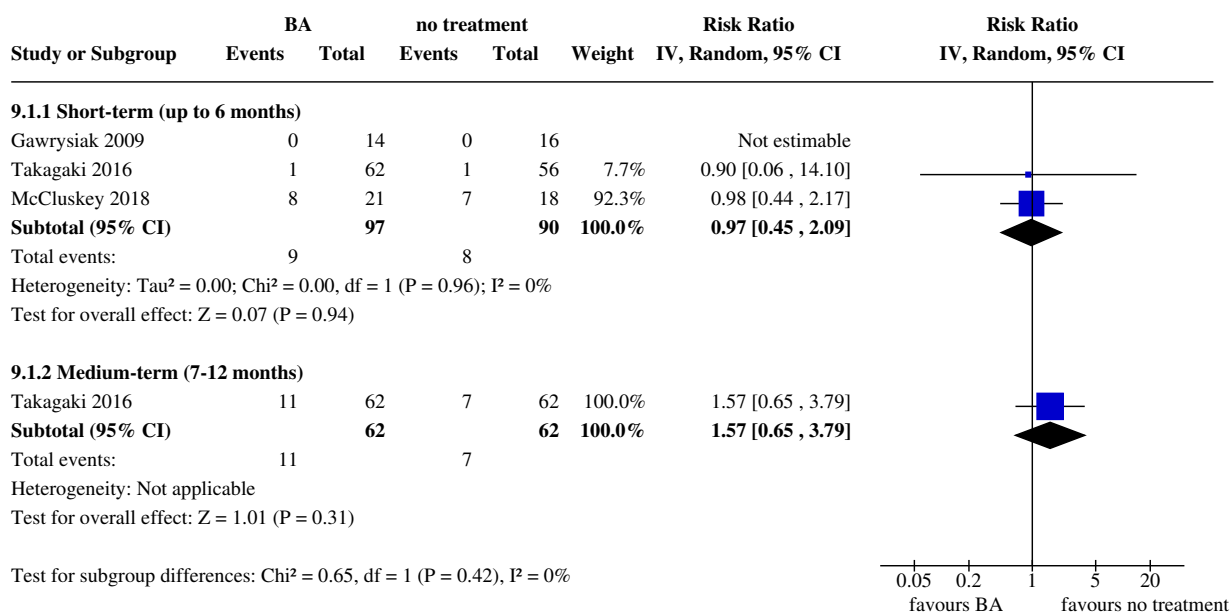 BA no treatment Risk Ratio Risk Ratio
Study or Subgroup Events Total Events Total Weight IV, Random, 95% CI IV, Random, 95% CI
9.1.1 Short-term (up to 6 months)
Gawrysiak 2009 0 14 0 16 Not estimable
Takagaki 2016 1 62 1 56 7.7% 0.90 [0.06 , 14.10]
McCluskey 2018 8 21 7 18 92.3% 0.98 [0.44 , 2.17]
Subtotal (95% CI) 97 90 100.0% 0.97 [0.45 , 2.09]
Total events: 9 8
Heterogeneity: Tau² = 0.00; Chi² = 0.00, df = 1 (P = 0.96); I² = 0%
Test for overall effect: Z = 0.07 (P = 0.94)
9.1.2 Medium-term (7-12 months)
Takagaki 2016 11 62 7 62 100.0% 1.57 [0.65 , 3.79]
Subtotal (95% CI) 62 62 100.0% 1.57 [0.65 , 3.79]
Total events: 11 7
Heterogeneity: Not applicable
Test for overall effect: Z = 1.01 (P = 0.31)
Test for subgroup differences: Chi² = 0.65, df = 1 (P = 0.42), I² = 0%
0.05 0.2 1 5 20
favours BA favours no treatment